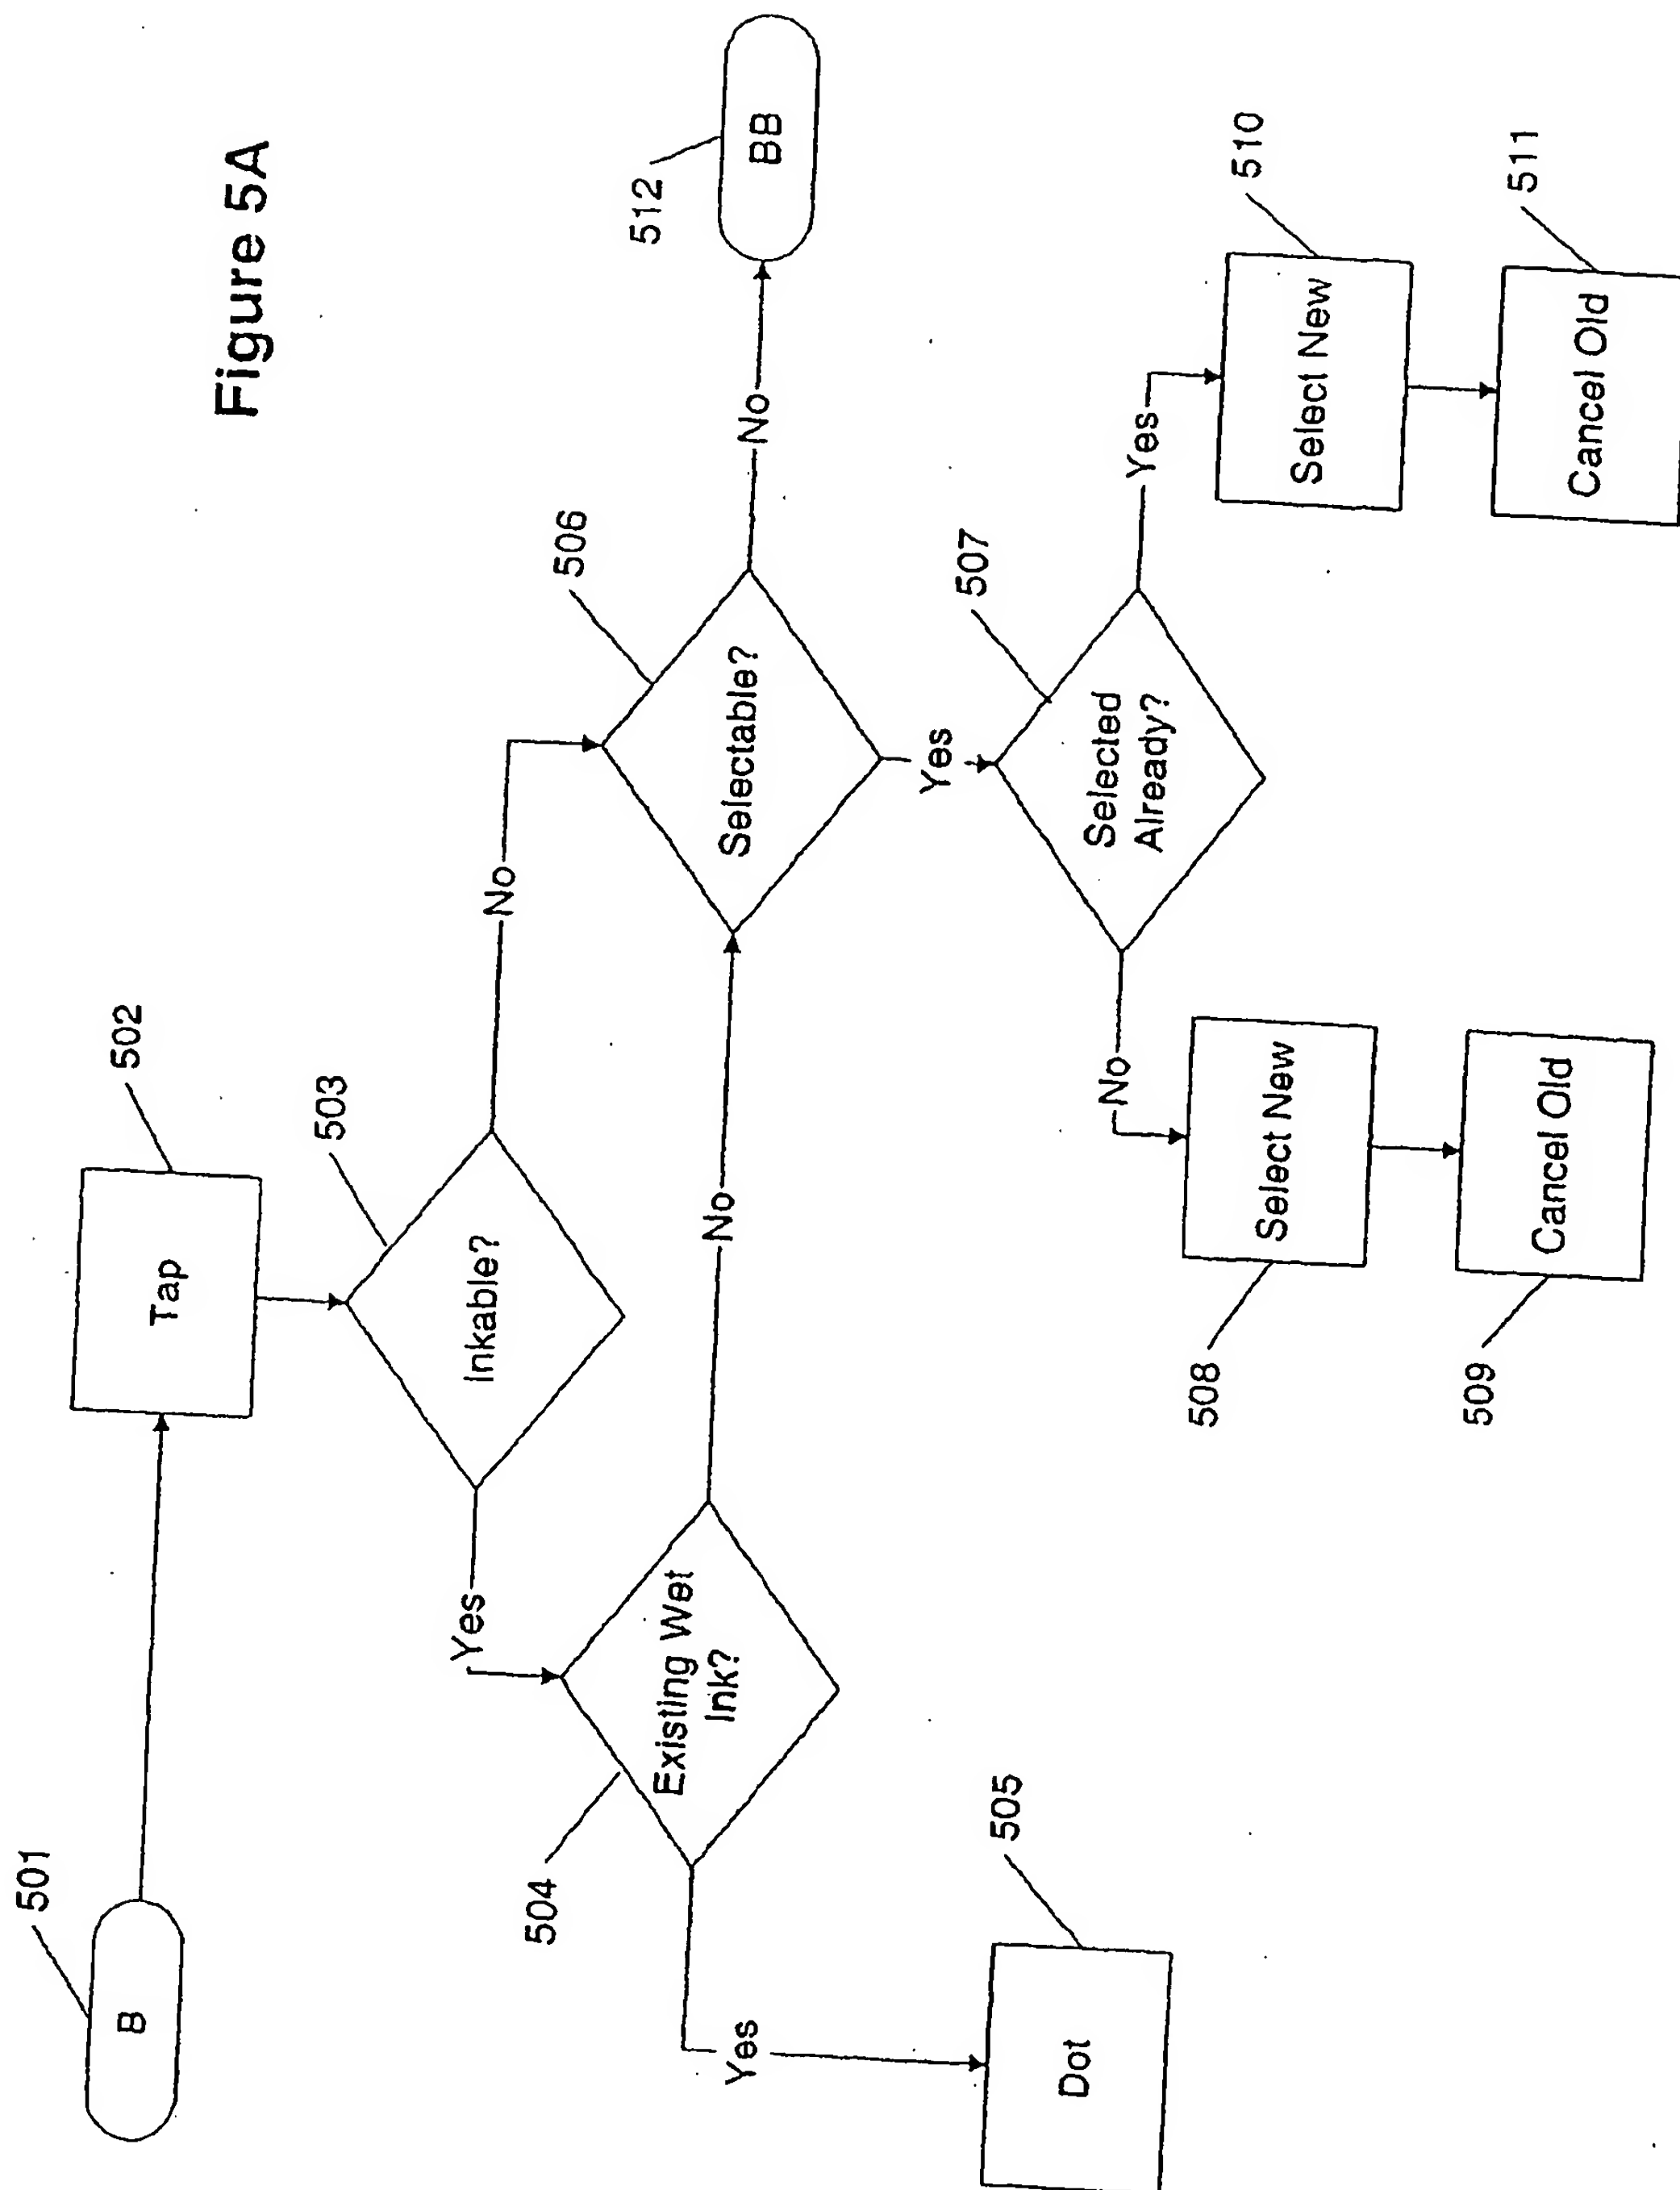 Figure 5A
501
B
502
Tap
503
Inkable?
Yes
No
504
Existing Wet
Ink?
Yes
No
505
Dot
506
Selectable?
No
512
BB
Yes
507
Selected
Already?
No
Yes
508
Select New
509
Cancel Old
510
Select New
511
Cancel Old